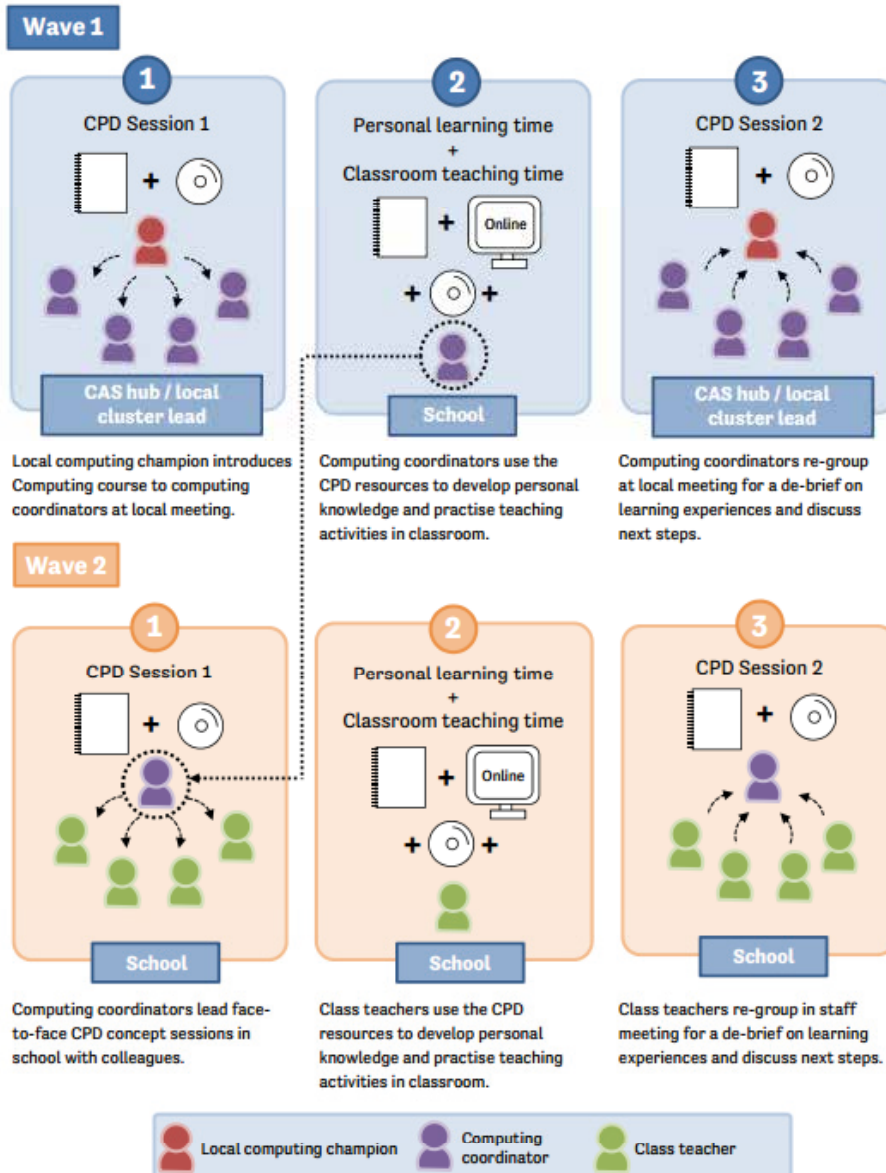 Wave 1
1
CPD Session 1
+
CAS hub / local
cluster lead
Local computing champion introduces
Computing course to computing
coordinators at local meeting.
2
Personal learning time
+
Classroom teaching time
+
Online
+ +
School
Computing coordinators use the
CPD resources to develop personal
knowledge and practise teaching
activities in classroom.
3
CPD Session 2
+
CAS hub / local
cluster lead
Computing coordinators re-group
at local meeting for a de-brief on
learning experiences and discuss
next steps.
Wave 2
1
CPD Session 1
+
School
Computing coordinators lead face-
to-face CPD concept sessions in
school with colleagues.
2
Personal learning time
+
Classroom teaching time
+
Online
+ +
School
Class teachers use the CPD
resources to develop personal
knowledge and practise teaching
activities in classroom.
3
CPD Session 2
+
School
Class teachers re-group in staff
meeting for a de-brief on learning
experiences and discuss next steps.
Local computing champion
Computing
coordinator
Class teacher